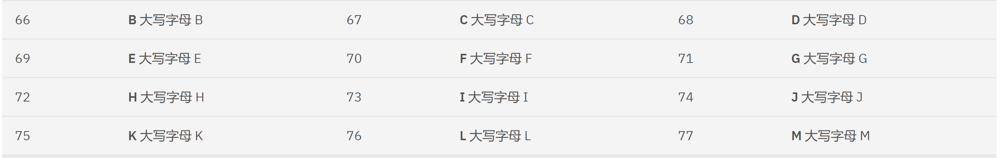 66 B 大写字母 B 67 C 大写字母 C 68 D 大写字母 D
69 E 大写字母 E 70 F 大写字母 F 71 G 大写字母 G
72 H 大写字母 H 73 I 大写字母 I 74 J 大写字母 J
75 K 大写字母 K 76 L 大写字母 L 77 M 大写字母 M